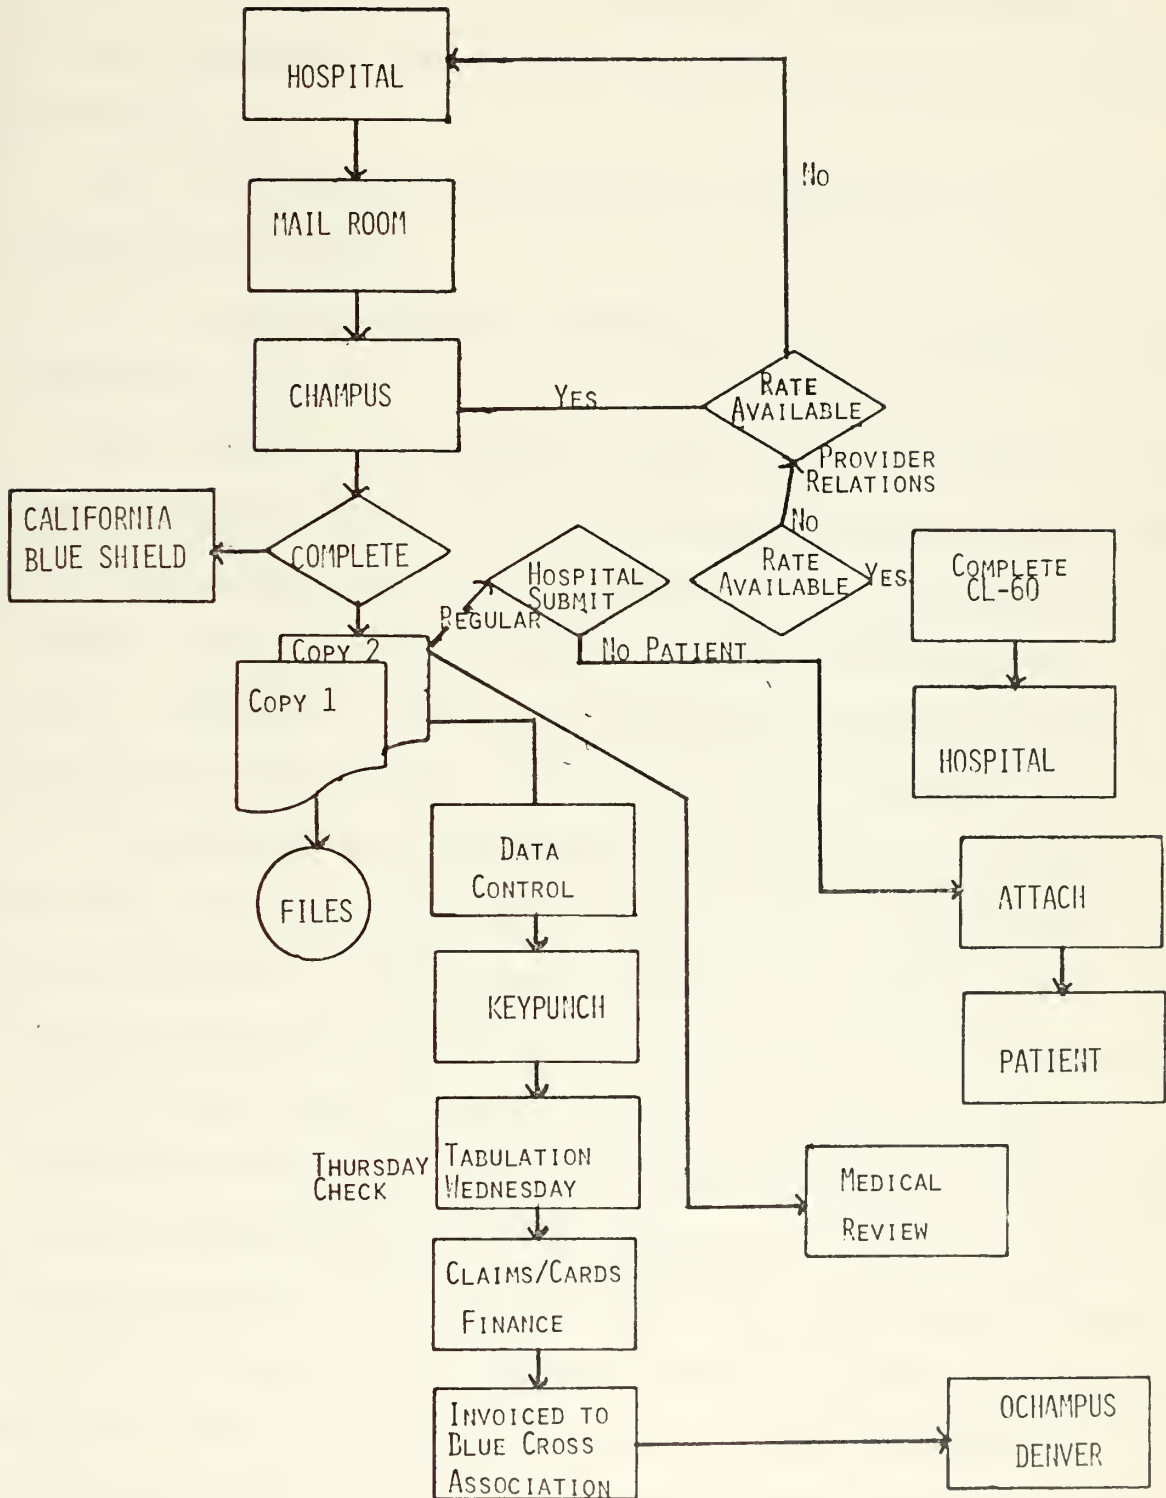 HOSPITAL
No
MAIL ROOM
CHAMPUS
YES
RATE
AVAILABLE
PROVIDER
RELATIONS
CALIFORNIA
BLUE SHIELD
COMPLETE
HOSPITAL
SUBMIT
REGULAR
No
RATE
AVAILABLE
YES
COMPLETE
CL-60
COPY 2
COPY 1
No PATIENT
HOSPITAL
FILES
DATA
CONTROL
ATTACH
KEYPUNCH
PATIENT
THURSDAY
CHECK
TABULATION
WEDNESDAY
MEDICAL
REVIEW
CLAIMS/CARDS
FINANCE
INVOICED TO
BLUE CROSS
ASSOCIATION
OCHAMPUS
DENVER